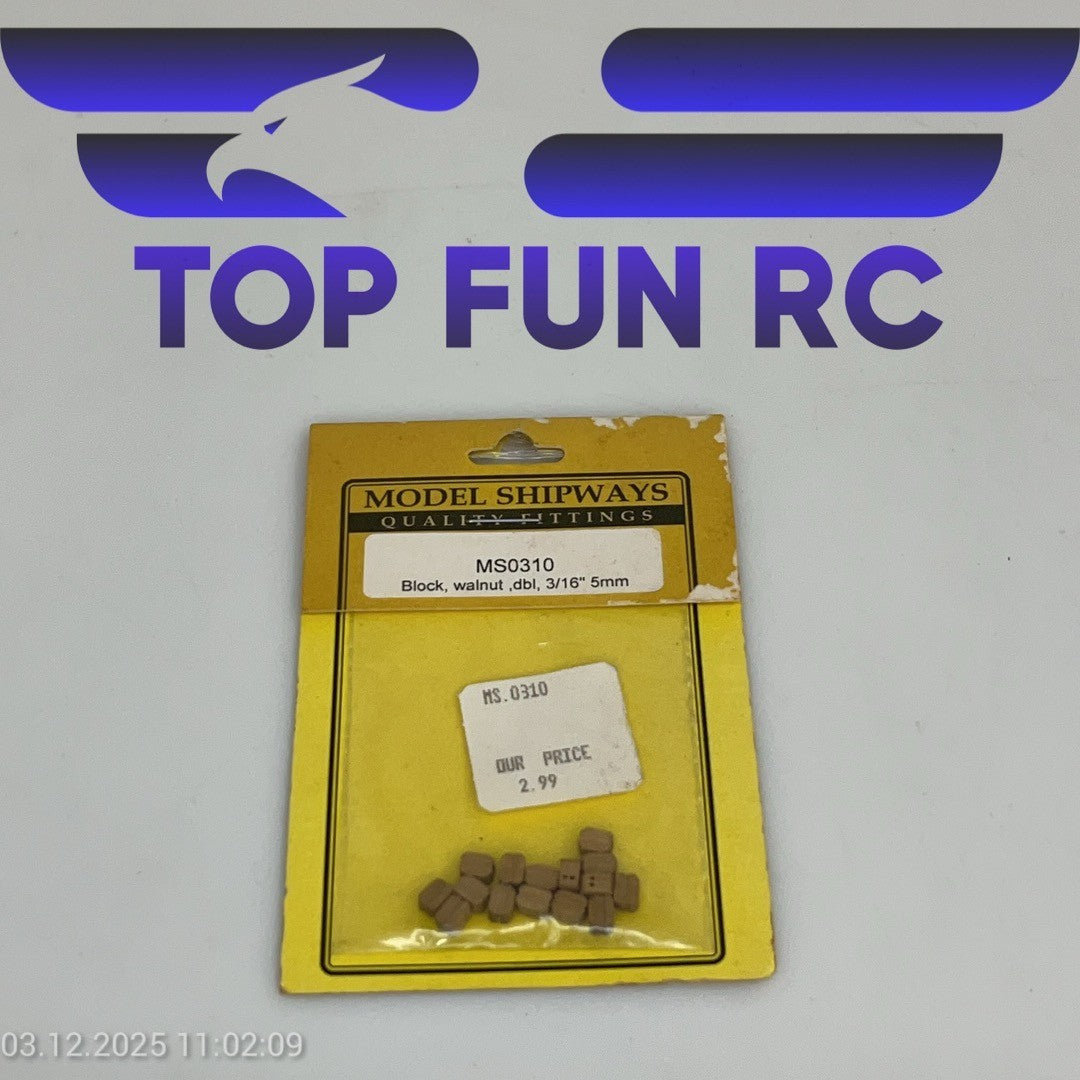 TOP FUN RC
MODEL SHIPWAYS
QUALITY FITTINGS
MS0310
Block, walnut ,dbl, 3/16" 5mm
MS.0310
OUR PRICE
2.99
03.12.2025 11:02:09